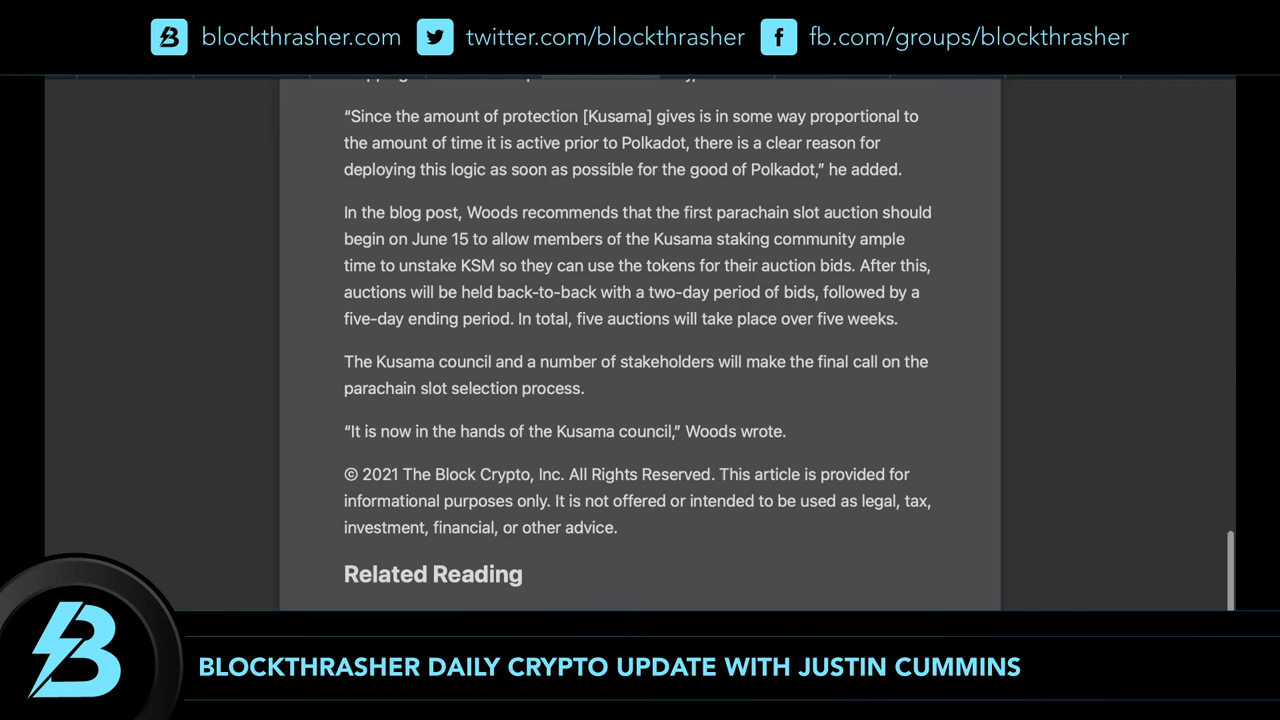 blockthrasher.com twitter.com/blockthrasher fb.com/groups/blockthrasher
“Since the amount of protection [Kusama] gives is in some way proportional to
the amount of time it is active prior to Polkadot, there is a clear reason for
deploying this logic as soon as possible for the good of Polkadot,” he added.
In the blog post, Woods recommends that the first parachain slot auction should
begin on June 15 to allow members of the Kusama staking community ample
time to unstake KSM so they can use the tokens for their auction bids. After this,
auctions will be held back-to-back with a two-day period of bids, followed by a
five-day ending period. In total, five auctions will take place over five weeks.
The Kusama council and a number of stakeholders will make the final call on the
parachain slot selection process.
“It is now in the hands of the Kusama council,” Woods wrote.
© 2021 The Block Crypto, Inc. All Rights Reserved. This article is provided for
informational purposes only. It is not offered or intended to be used as legal, tax,
investment, financial, or other advice.
Related Reading
BLOCKTHRASHER DAILY CRYPTO UPDATE WITH JUSTIN CUMMINS